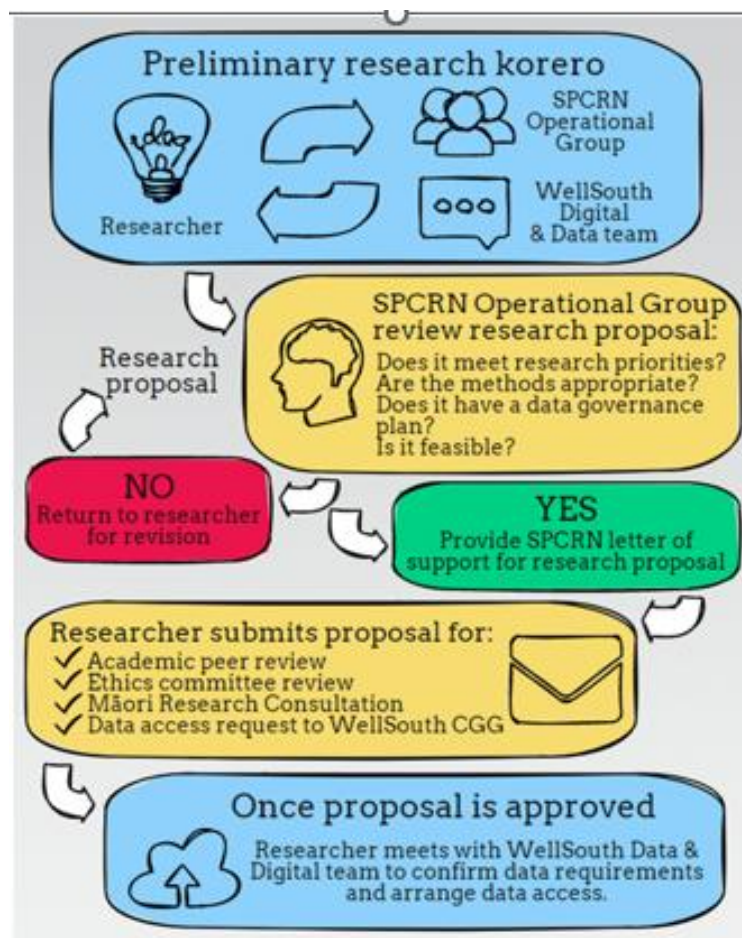 Preliminary research korero
SPCRN
Operational
Group
Researcher
WellSouth
Digital
& Data team
SPCRN Operational Group
review research proposal:
Does it meet research priorities?
Are the methods appropriate?
Does it have a data governance
plan?
Is it feasible?
Research
proposal
NO
Return to researcher
for revision
YES
Provide SPCRN letter of
support for research proposal
Researcher submits proposal for:
Academic peer review
Ethics committee review
Māori Research Consultation
Data access request to WellSouth CGG
Once proposal is approved
Researcher meets with WellSouth Data &
Digital team to confirm data requirements
and arrange data access.